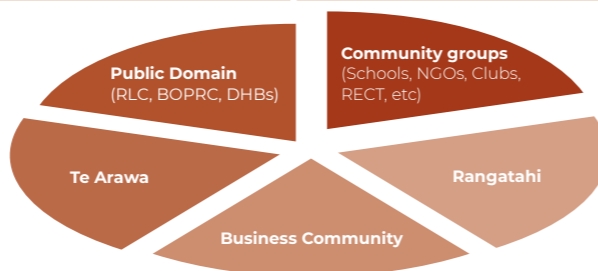 Public Domain
(RLC, BOPRC, DHBs)
Community groups
(Schools, NGOs, Clubs,
RECT, etc)
Te Arawa
Rangatahi
Business Community